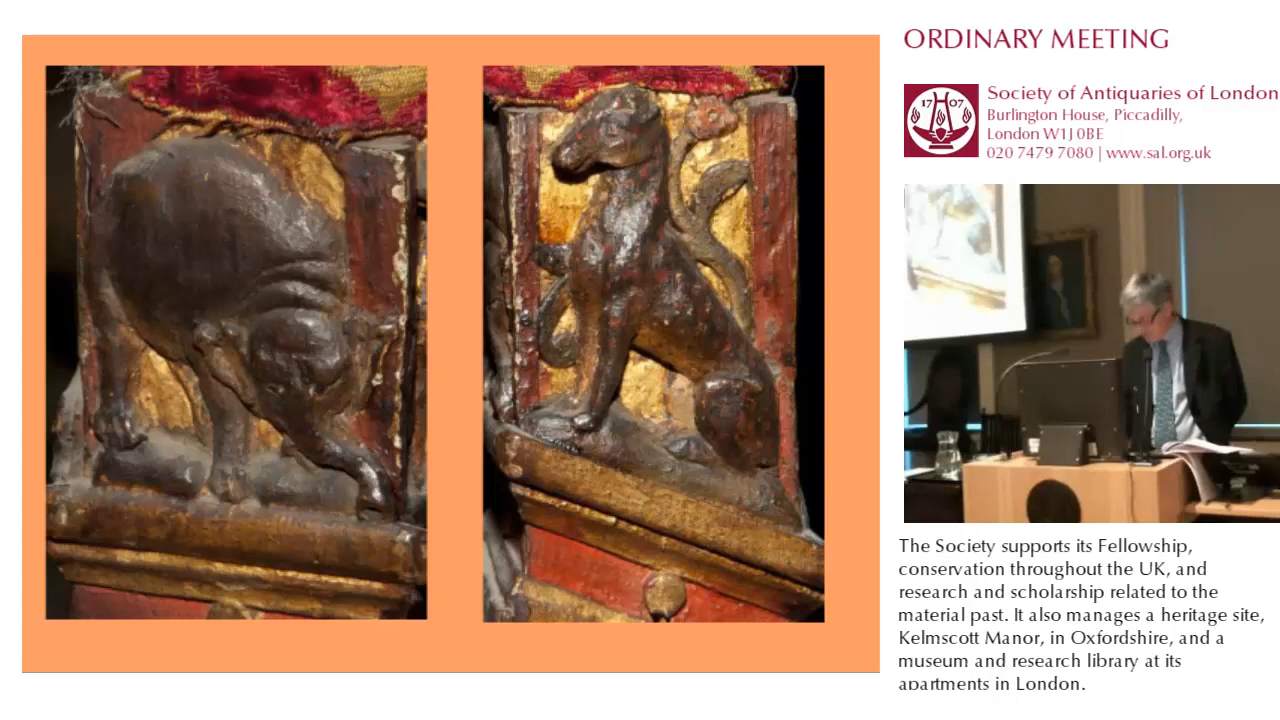 ORDINARY MEETING
17 07
Society of Antiquaries of London
Burlington House, Piccadilly,
London W1J 0BE
020 7479 7080 | www.sal.org.uk
The Society supports its Fellowship,
conservation throughout the UK, and
research and scholarship related to the
material past. It also manages a heritage site,
Kelmscott Manor, in Oxfordshire, and a
museum and research library at its
apartments in London.